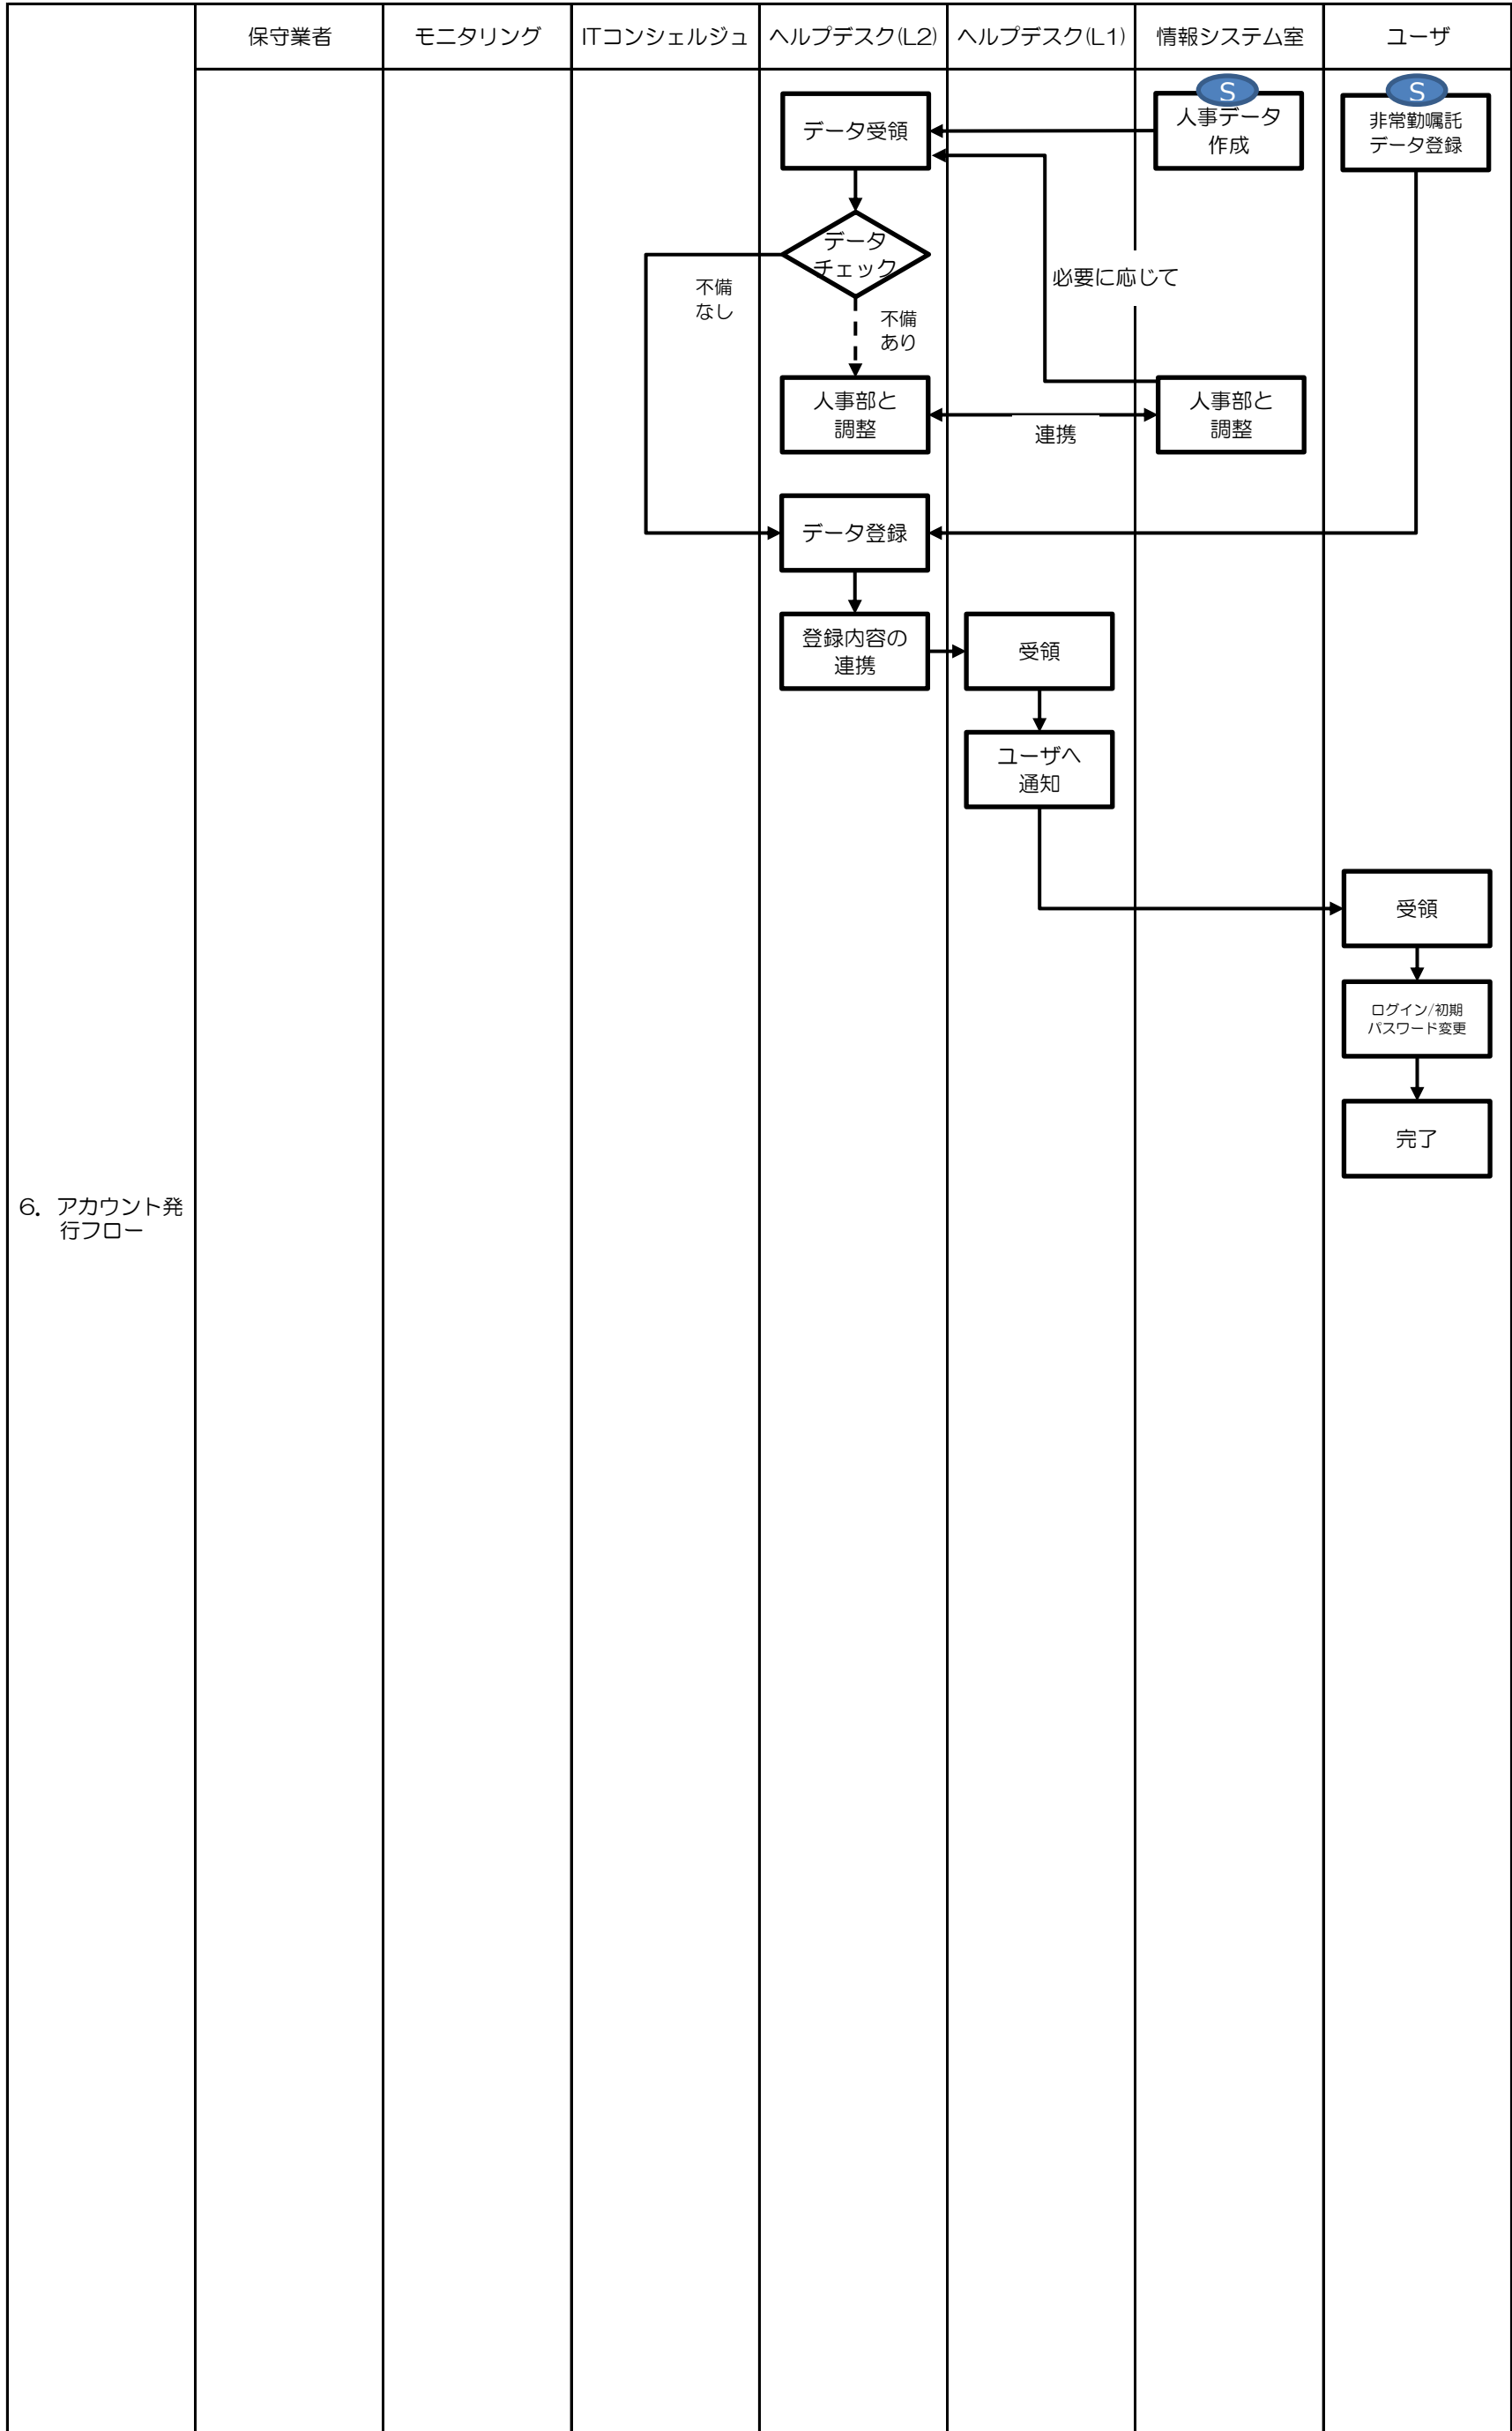 保守業者
モニタリング
ITコンシェルジュ
ヘルプデスク(L2)
ヘルプデスク(L1)
情報システム室
ユーザ
S
S
データ受領
人事データ
作成
非常勤嘱託
データ登録
データ
チェック
必要に応じて
不備
なし
不備
あり
人事部と
調整
連携
人事部と
調整
データ登録
登録内容の
連携
受領
ユーザへ
通知
受領
ログイン/初期
パスワード変更
完了
6. アカウント発
行フロー